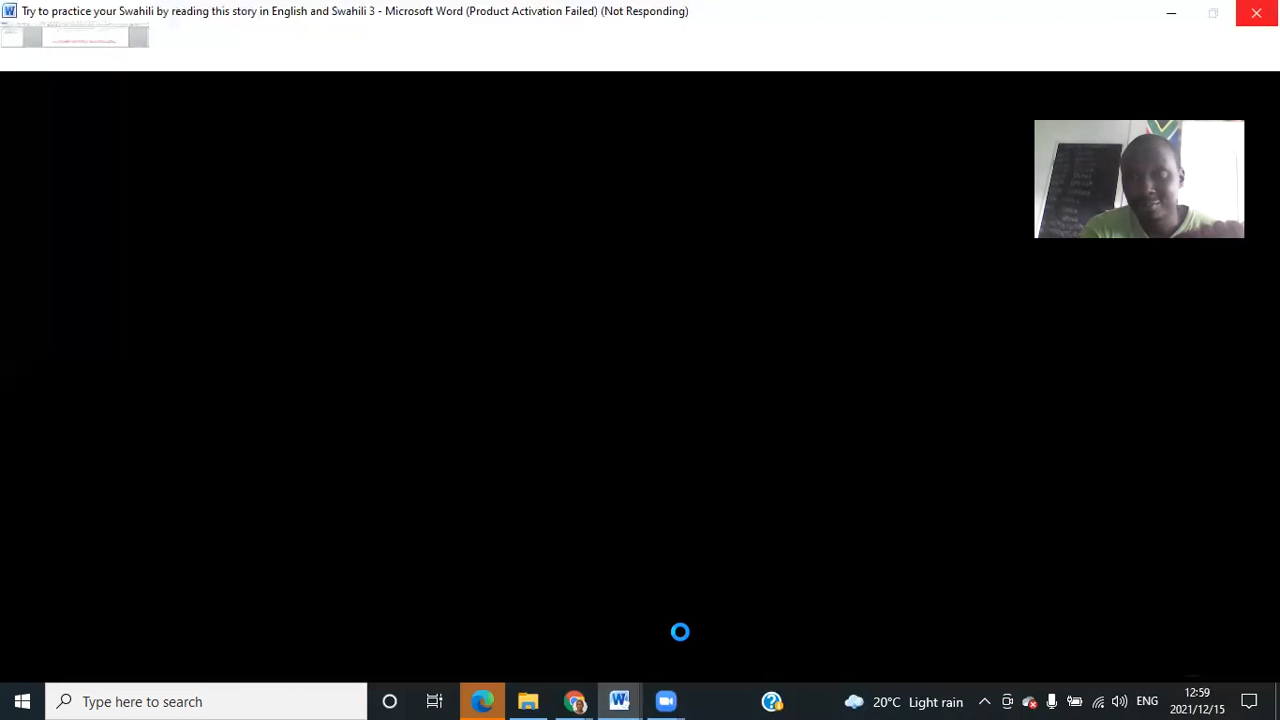 Try to practice your Swahili by reading this story in English and Swahili 3 - Microsoft Word (Product Activation Failed) (Not Responding)
Type here to search
20°C Light rain
ENG
12:59
2021/12/15